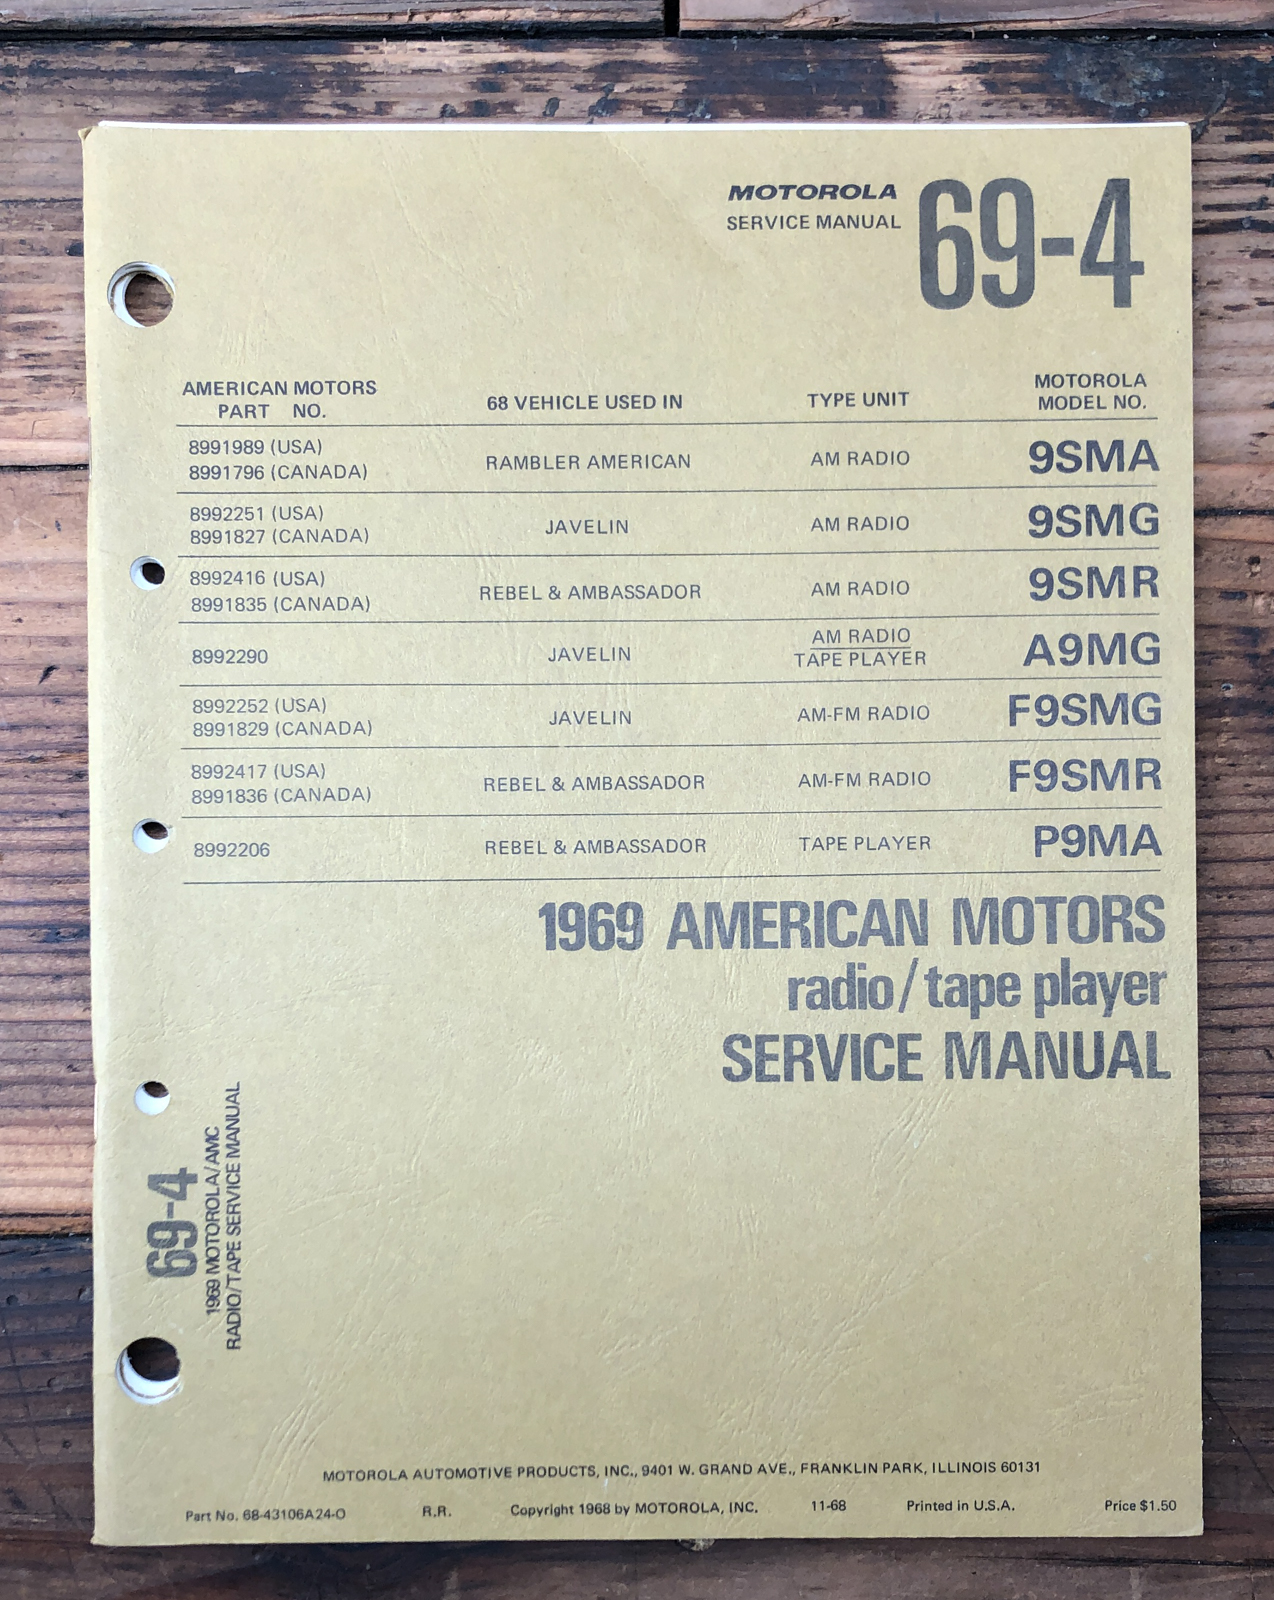 MOTOROLA
SERVICE MANUAL
69-4
AMERICAN MOTORS PART NO. 68 VEHICLE USED IN TYPE UNIT MOTOROLA MODEL NO.
8991989 (USA)
8991796 (CANADA) RAMBLER AMERICAN AM RADIO 9SMA
8992251 (USA)
8991827 (CANADA) JAVELIN AM RADIO 9SMG
8992416 (USA)
8991835 (CANADA) REBEL & AMBASSADOR AM RADIO 9SMR
8992290 JAVELIN AM RADIO TAPE PLAYER A9MG
8992252 (USA)
8991829 (CANADA) JAVELIN AM-FM RADIO F9SMG
8992417 (USA)
8991836 (CANADA) REBEL & AMBASSADOR AM-FM RADIO F9SMR
8992206 REBEL & AMBASSADOR TAPE PLAYER P9MA
1969 AMERICAN MOTORS
radio/tape player
SERVICE MANUAL
69-4
1969 MOTOROLA/AMC
RADIO/TAPE SERVICE MANUAL
MOTOROLA AUTOMOTIVE PRODUCTS, INC., 9401 W. GRAND AVE., FRANKLIN PARK, ILLINOIS 60131
Part No. 68-43106A24-O R.R. Copyright 1968 by MOTOROLA, INC. 11-68 Printed in U.S.A. Price $1.50